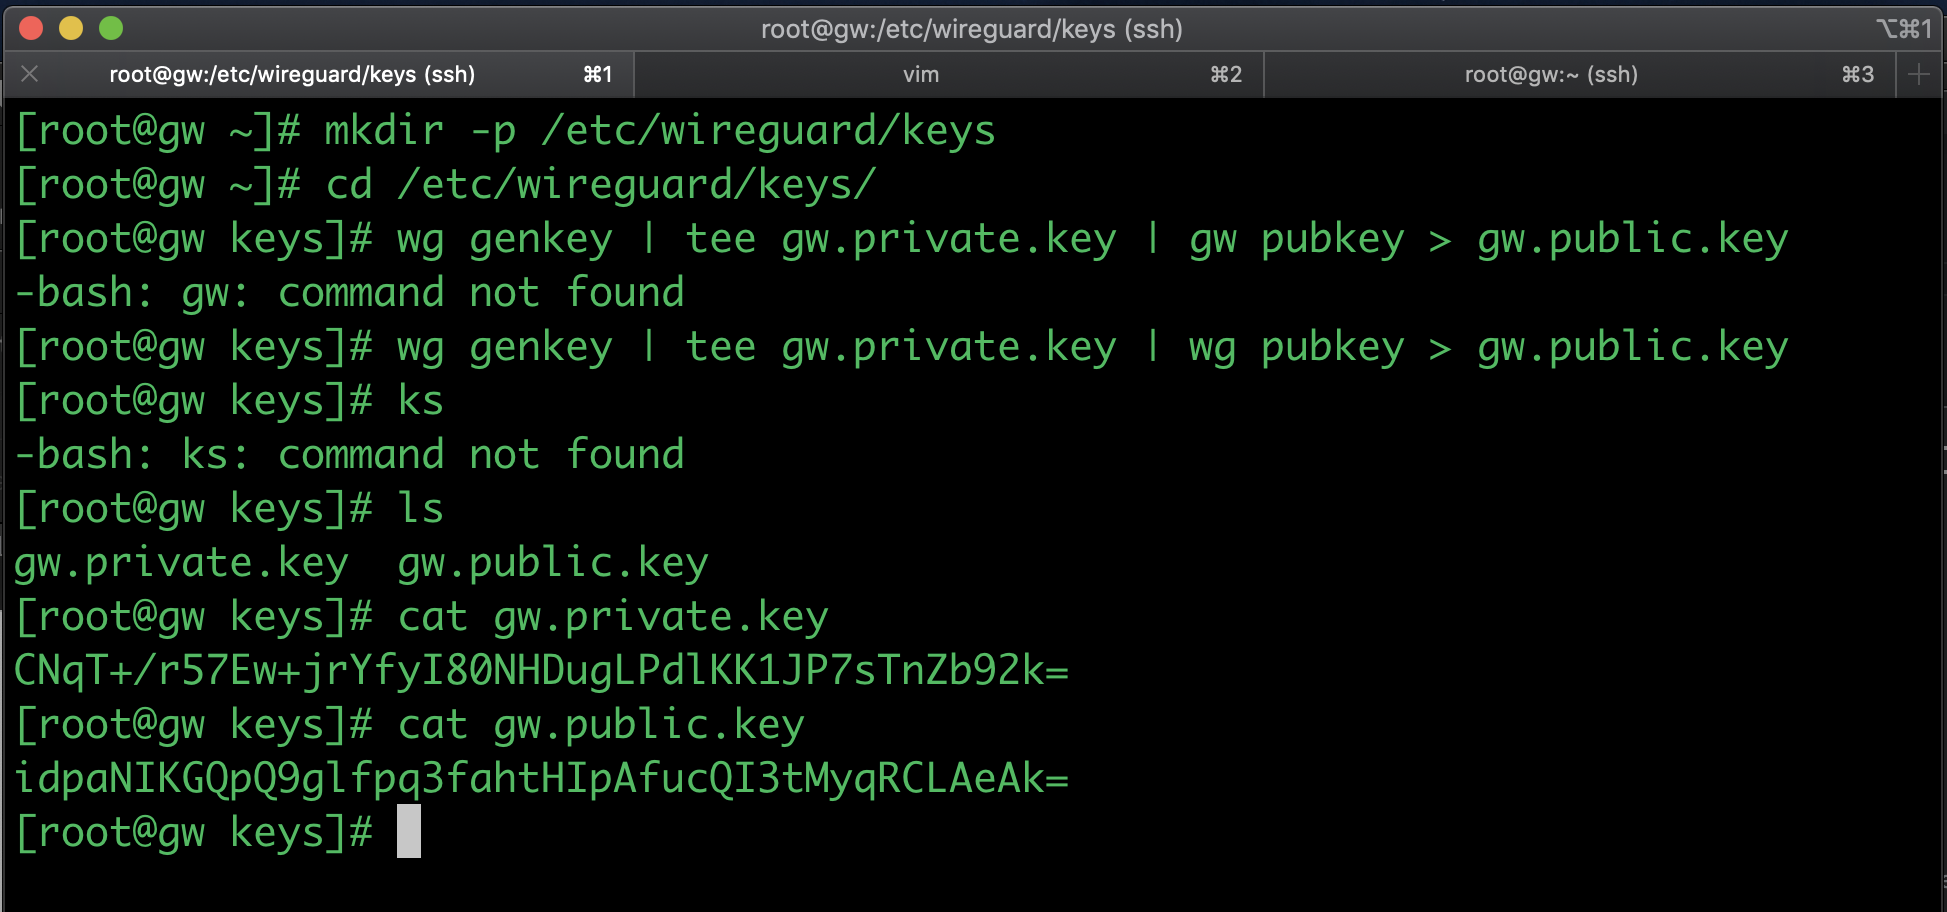 root@gw:/etc/wireguard/keys (ssh) ⌥⌘1
root@gw:/etc/wireguard/keys (ssh) ⌘1 vim ⌘2 root@gw:~ (ssh) ⌘3
[root@gw ~]# mkdir -p /etc/wireguard/keys
[root@gw ~]# cd /etc/wireguard/keys/
[root@gw keys]# wg genkey | tee gw.private.key | gw pubkey > gw.public.key
-bash: gw: command not found
[root@gw keys]# wg genkey | tee gw.private.key | wg pubkey > gw.public.key
[root@gw keys]# ks
-bash: ks: command not found
[root@gw keys]# ls
gw.private.key  gw.public.key
[root@gw keys]# cat gw.private.key
CNqT+/r57Ew+jrYfyI80NHDugLPdlKK1JP7sTnZb92k=
[root@gw keys]# cat gw.public.key
idpaNIKGQpQ9glfpq3fahtHIpAfucQI3tMyqRCLAeAk=
[root@gw keys]#